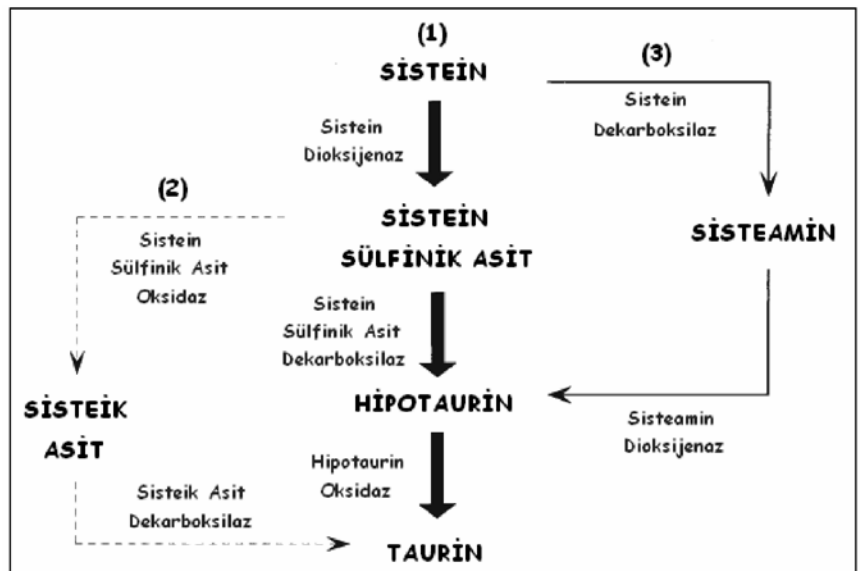 (1)
SİSTEİN
(3)
Sistein
Dekarboksilaz
Sistein
Dioksijenaz
(2)
SİSTEİN
SÜLFİNİK ASİT
SİSTEAMİN
Sistein
Sülfinik Asit
Oksidaz
Sistein
Sülfinik Asit
Dekarboksilaz
HİPOTAURİN
SİSTEİK
ASİT
Sisteamin
Dioksijenaz
Hipotaurin
Oksidaz
Sisteik Asit
Dekarboksilaz
TAURİN